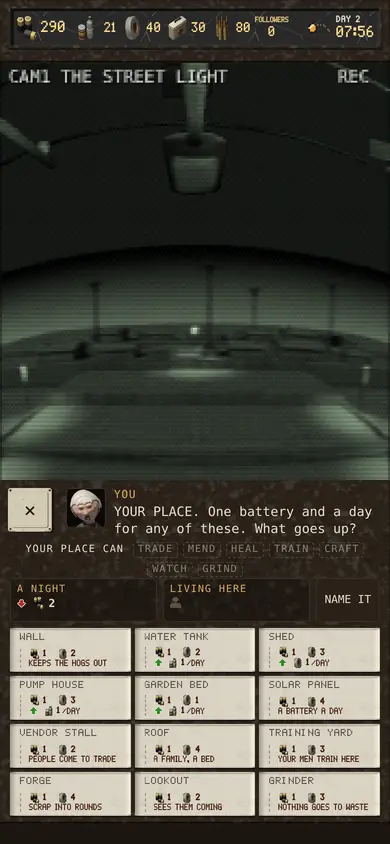 290 21 40 30 80 FOLLOWERS 0 DAY 2 07:56
CAM1 THE STREET LIGHT REC
YOU
YOUR PLACE. One battery and a day
for any of these. What goes up?
YOUR PLACE CAN TRADE MEND HEAL TRAIN CRAFT
WATCH GRIND
A NIGHT
2
LIVING HERE
NAME IT
WALL
1 2
KEEPS THE HOGS OUT
WATER TANK
1 2
1/DAY
SHED
1 3
1/DAY
PUMP HOUSE
1 3
1/DAY
GARDEN BED
1 1
1/DAY
SOLAR PANEL
1 4
A BATTERY A DAY
VENDOR STALL
1 2
PEOPLE COME TO TRADE
ROOF
1 4
A FAMILY, A BED
TRAINING YARD
1 3
YOUR MEN TRAIN HERE
FORGE
1 4
SCRAP INTO ROUNDS
LOOKOUT
1 2
SEES THEM COMING
GRINDER
1 3
NOTHING GOES TO WASTE